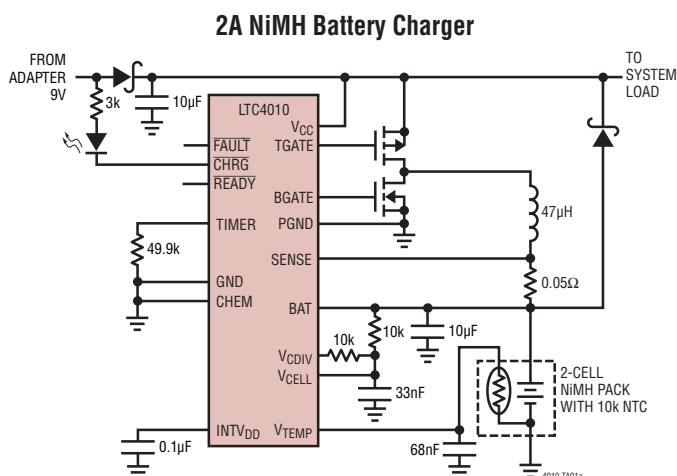 2A NiMH Battery Charger
FROM
ADAPTER
9V
TO
SYSTEM
LOAD
3k
10µF
LTC4010
VCC
FAULT
TGATE
CHRG
READY
BGATE
TIMER
PGND
47µH
49.9k
SENSE
0.05Ω
GND
CHEM
BAT
10k
10k
10µF
VCDIV
VCELL
33nF
2-CELL
NiMH PACK
WITH 10k NTC
INTVDD
VTEMP
0.1µF
68nF
4010 TA01a